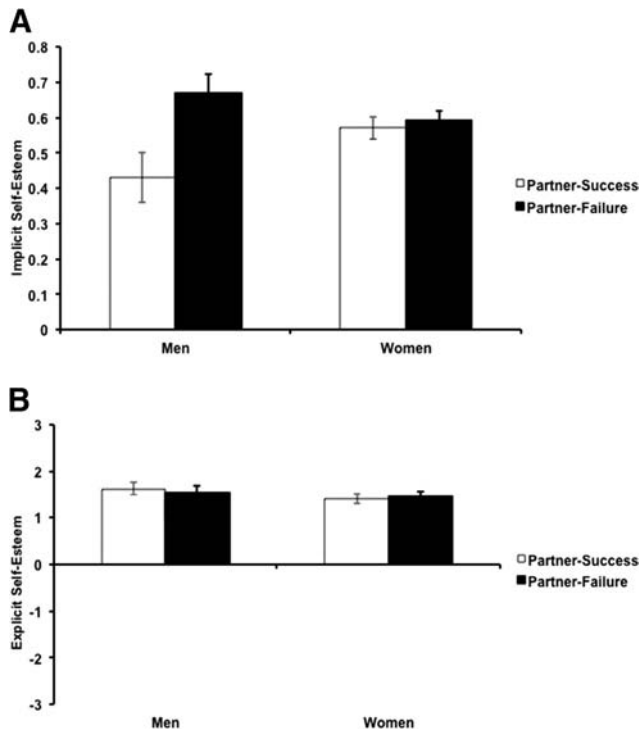 A
0.8
0.7
0.6
0.5
0.4
0.3
0.2
0.1
0
Implicit Self-Esteem
Men
Women
Partner-Success
Partner-Failure
B
3
2
1
0
-1
-2
-3
Explicit Self-Esteem
Men
Women
Partner-Success
Partner-Failure